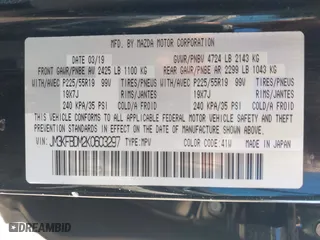 MFD. BY MAZDA MOTOR CORPORATION
DATE 03/19 GVWR/PNBV 4724 LB 2143 KG
FRONT GAWR/PNBE AV 2425 LB 1100 KG REAR GAWR/PNBE AR 2299 LB 1043 KG
WITH/AVEC P225/55R19 99V TIRES/PNEUS WITH/AVEC P225/55R19 99V TIRES/PNEUS
19X7J RIMS/JANTES 19X7J RIMS/JANTES
240 KPA/35 PSI COLD/A FROID 240 KPA/35 PSI COLD/A FROID
THIS VEHICLE CONFORMS TO ALL APPLICABLE FEDERAL MOTOR
VEHICLE SAFETY, BUMPER, AND THEFT PREVENTION STANDARDS
IN EFFECT ON THE DATE OF MANUFACTURE SHOWN ABOVE.
JM3KFBDM2K0603297 TYPE:MPV COLOR CODE 41W MADE IN JAPAN